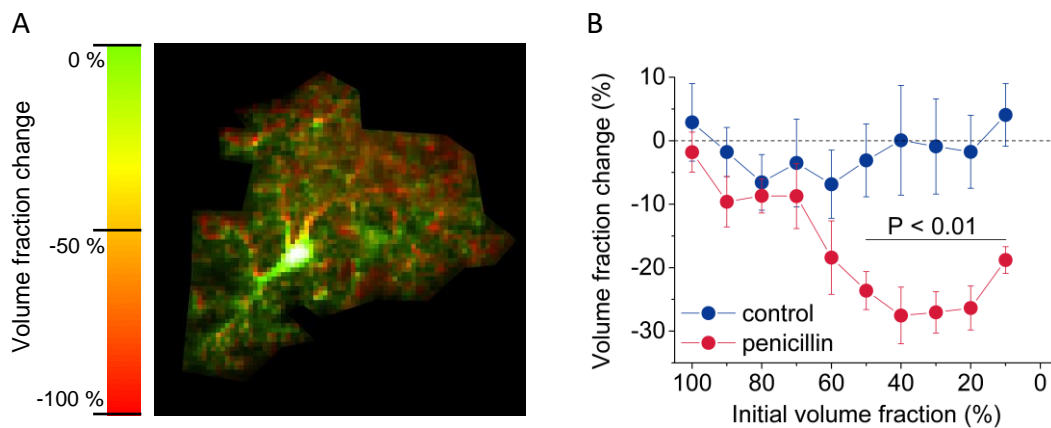 A
0 %
-50 %
-100 %
Volume fraction change
B
Volume fraction change (%)
10
0
-10
-20
-30
P < 0.01
control
penicillin
100 80 60 40 20 0
Initial volume fraction (%)